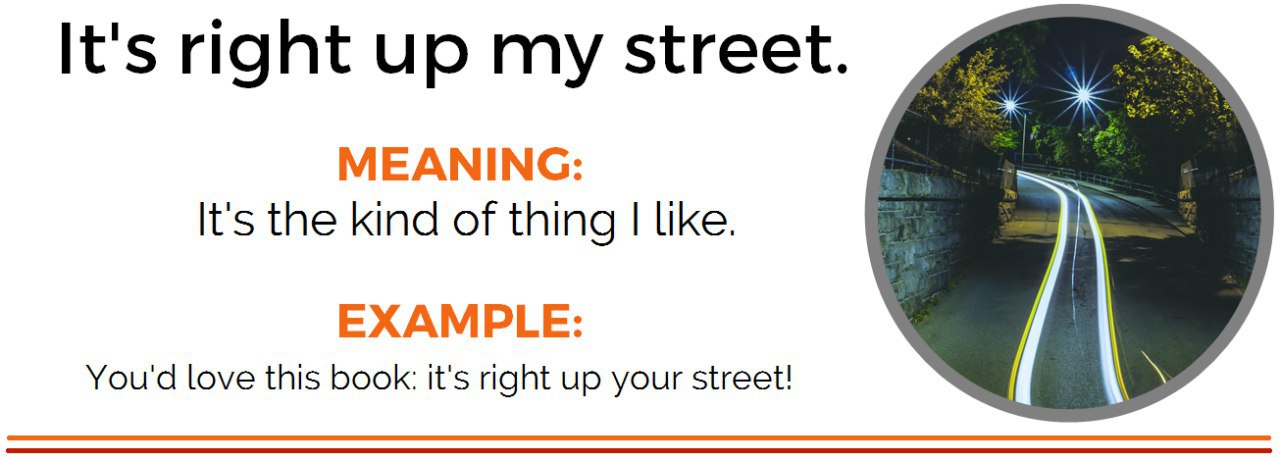 It's right up my street.
MEANING:
It's the kind of thing I like.
EXAMPLE:
You'd love this book: it's right up your street!